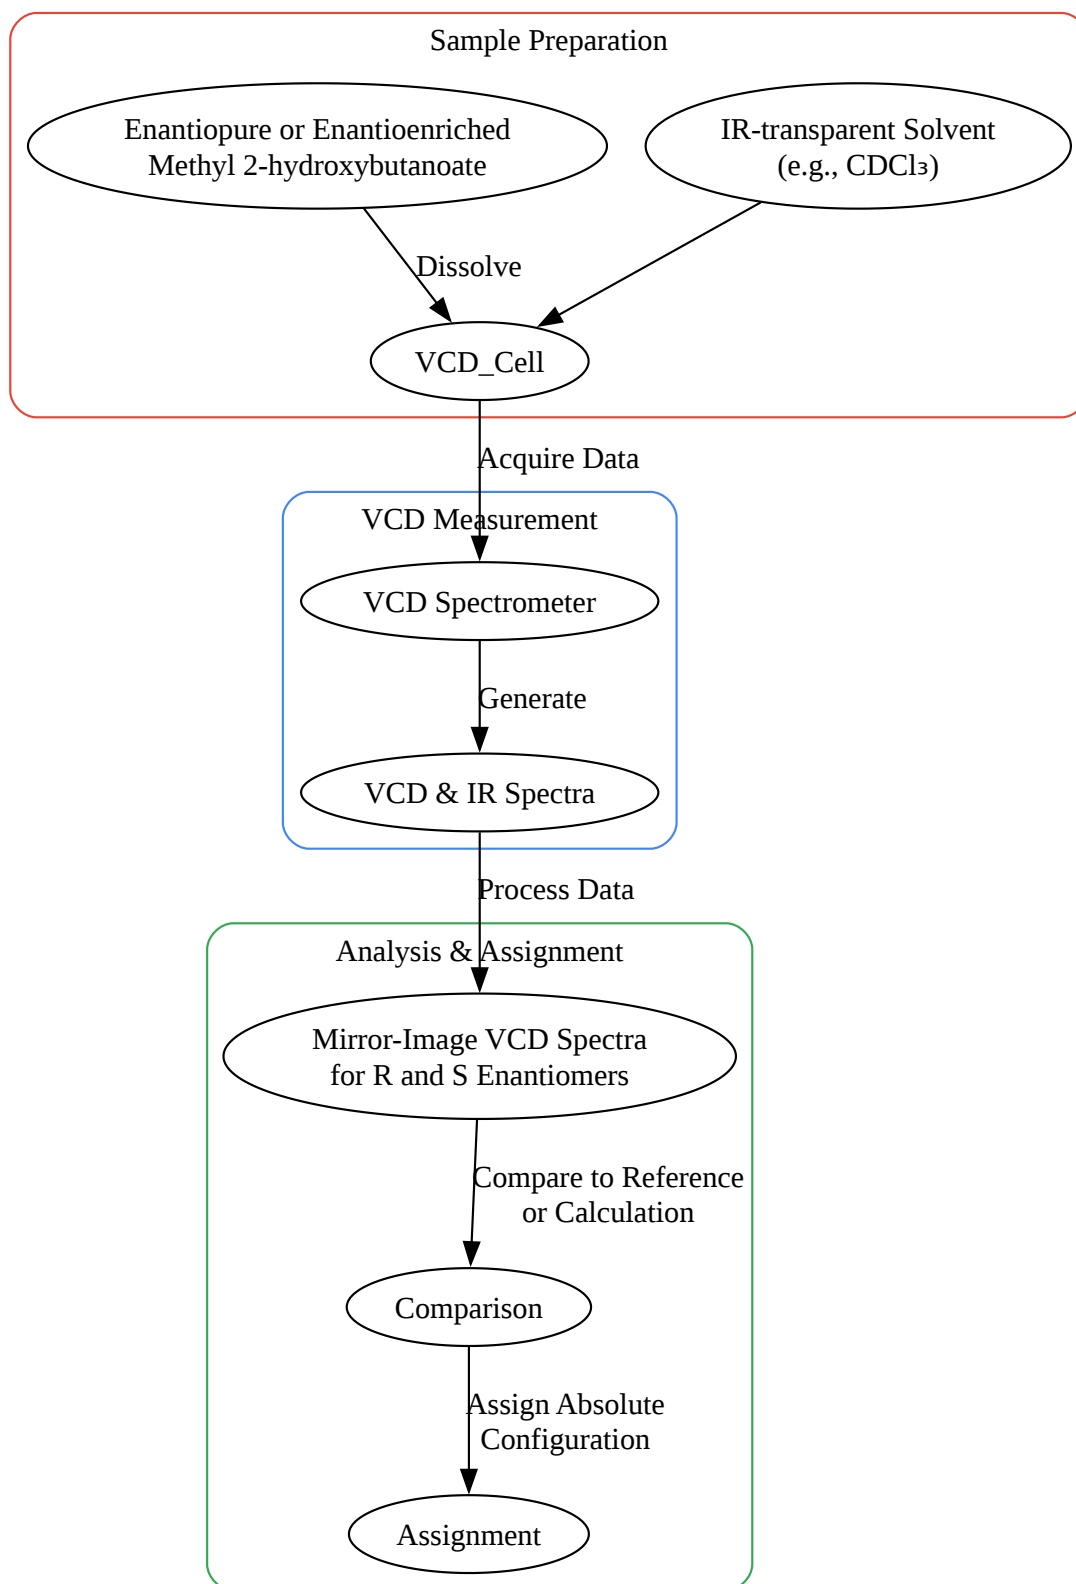 Sample Preparation
Enantiopure or Enantioenriched
Methyl 2-hydroxybutanoate
IR-transparent Solvent
(e.g., CDCl₃)
Dissolve
VCD_Cell
Acquire Data
VCD Measurement
VCD Spectrometer
Generate
VCD & IR Spectra
Process Data
Analysis & Assignment
Mirror-Image VCD Spectra
for R and S Enantiomers
Compare to Reference
or Calculation
Comparison
Assign Absolute
Configuration
Assignment